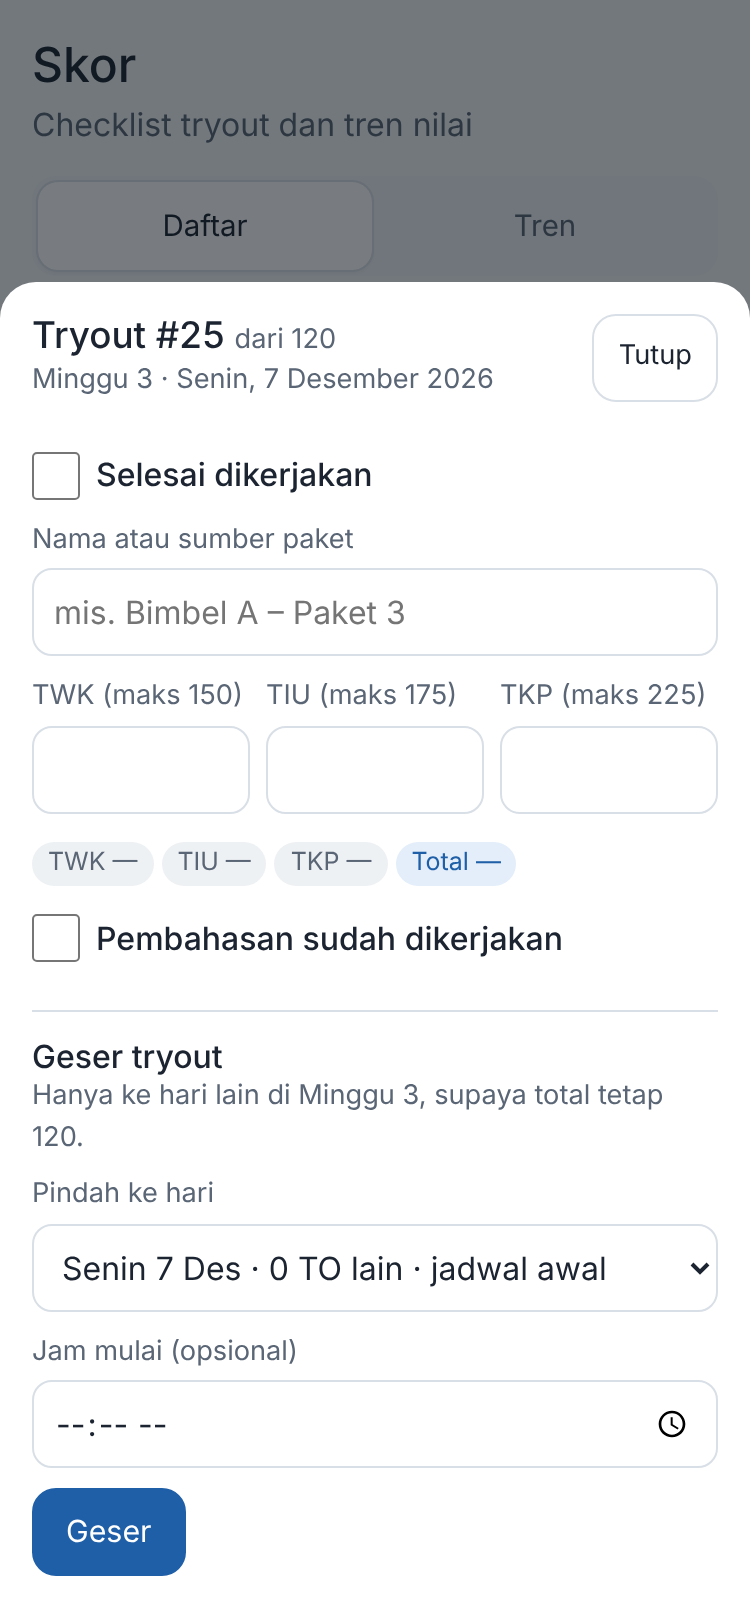 Skor
Checklist tryout dan tren nilai
Daftar
Tren
Tryout #25 dari 120
Minggu 3 · Senin, 7 Desember 2026
Tutup
Selesai dikerjakan
Nama atau sumber paket
mis. Bimbel A – Paket 3
TWK (maks 150) TIU (maks 175) TKP (maks 225)
TWK — TIU — TKP — Total —
Pembahasan sudah dikerjakan
Geser tryout
Hanya ke hari lain di Minggu 3, supaya total tetap
120.
Pindah ke hari
Senin 7 Des · 0 TO lain · jadwal awal
Jam mulai (opsional)
--:-- --
Geser